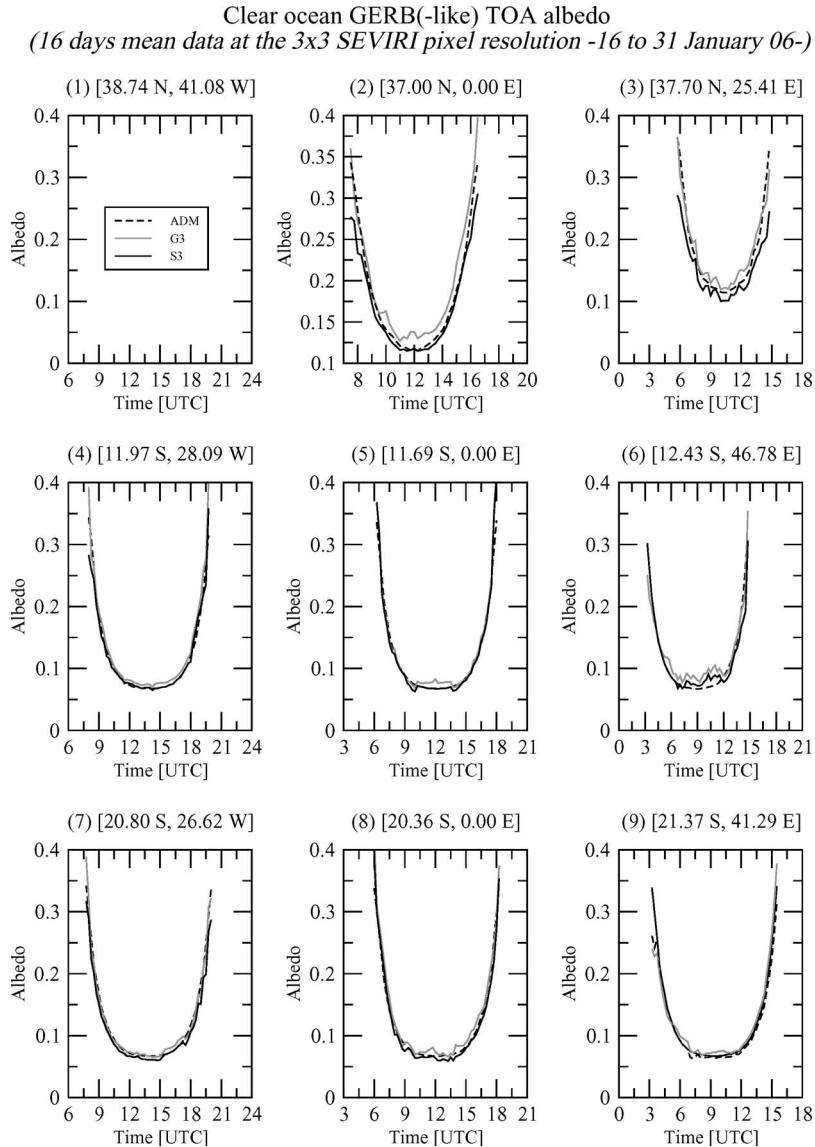 Clear ocean GERB(-like) TOA albedo
(16 days mean data at the 3x3 SEVIRI pixel resolution -16 to 31 January 06-)
(1) [38.74 N, 41.08 W]
(2) [37.00 N, 0.00 E]
(3) [37.70 N, 25.41 E]
0.4
0.3
0.2
0.1
0
Albedo
ADM
G3
S3
6 9 12 15 18 21 24
Time [UTC]
0.4
0.35
0.3
0.25
0.2
0.15
0.1
Albedo
8 10 12 14 16 18 20
Time [UTC]
0.4
0.3
0.2
0.1
0
Albedo
0 3 6 9 12 15 18
Time [UTC]
(4) [11.97 S, 28.09 W]
(5) [11.69 S, 0.00 E]
(6) [12.43 S, 46.78 E]
0.4
0.3
0.2
0.1
0
Albedo
6 9 12 15 18 21 24
Time [UTC]
0.4
0.3
0.2
0.1
0
Albedo
3 6 9 12 15 18 21
Time [UTC]
0.4
0.3
0.2
0.1
0
Albedo
0 3 6 9 12 15 18 21
Time [UTC]
(7) [20.80 S, 26.62 W]
(8) [20.36 S, 0.00 E]
(9) [21.37 S, 41.29 E]
0.4
0.3
0.2
0.1
0
Albedo
6 9 12 15 18 21 24
Time [UTC]
0.4
0.3
0.2
0.1
0
Albedo
3 6 9 12 15 18 21
Time [UTC]
0.4
0.3
0.2
0.1
0
Albedo
0 3 6 9 12 15 18
Time [UTC]